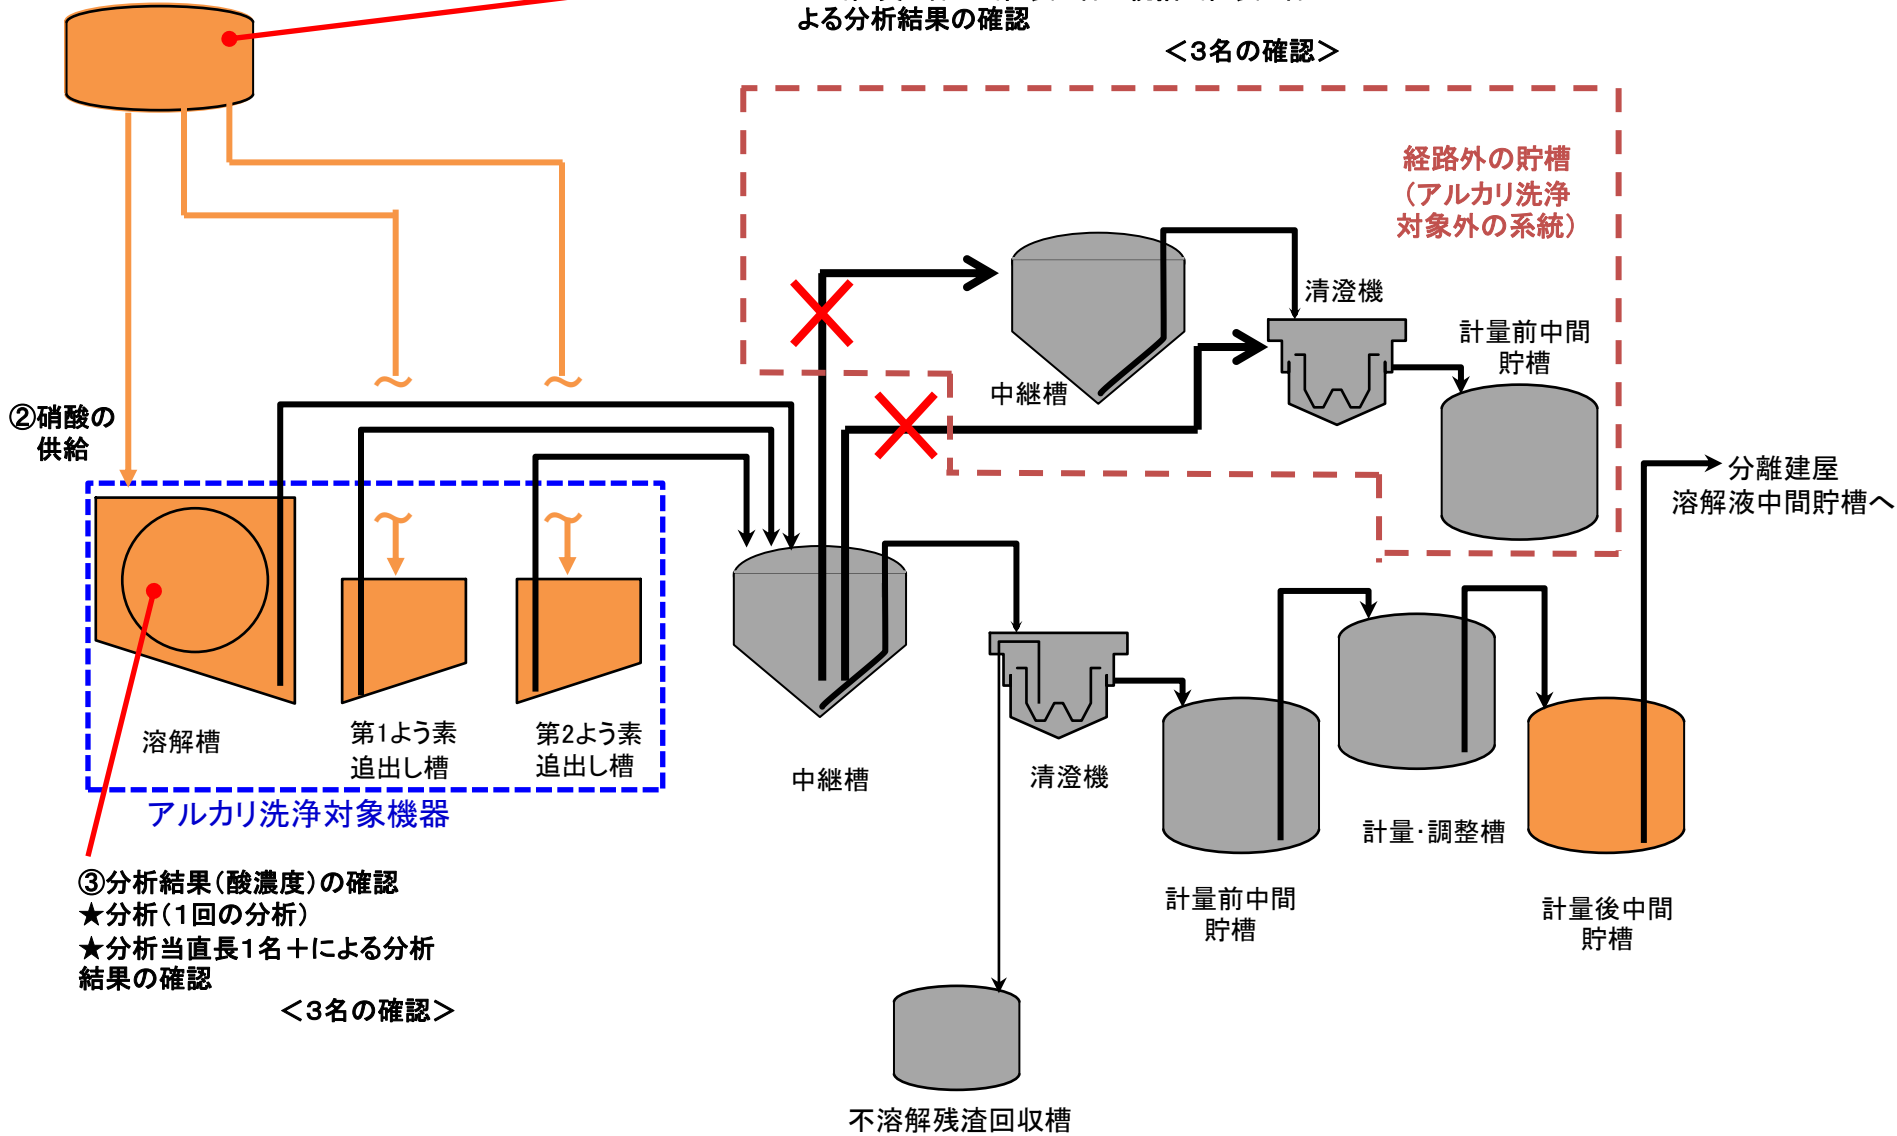 よる分析結果の確認
＜3名の確認＞
経路外の貯槽
（アルカリ洗浄
対象外の系統）
清澄機
計量前中間
貯槽
中継槽
②硝酸の
供給
分離建屋
溶解液中間貯槽へ
溶解槽
第1よう素
追出し槽
第2よう素
追出し槽
中継槽
清澄機
アルカリ洗浄対象機器
計量・調整槽
計量前中間
貯槽
計量後中間
貯槽
③分析結果（酸濃度）の確認
★分析（1回の分析）
★分析当直長1名＋による分析
結果の確認
＜3名の確認＞
不溶解残渣回収槽